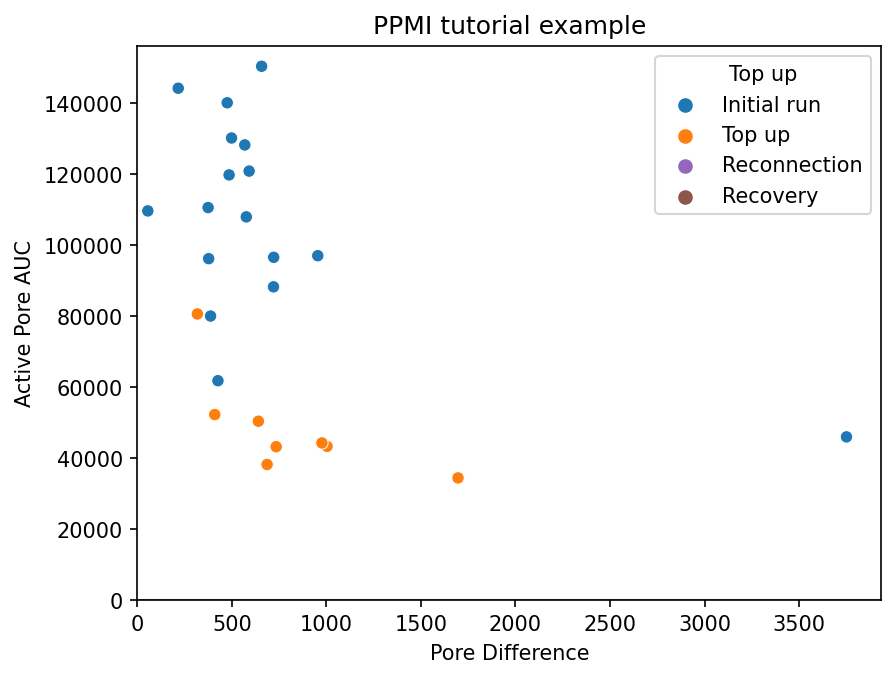 PPMI tutorial example
Top up
Initial run
Top up
Reconnection
Recovery
Active Pore AUC
140000
120000
100000
80000
60000
40000
20000
0
0 500 1000 1500 2000 2500 3000 3500
Pore Difference